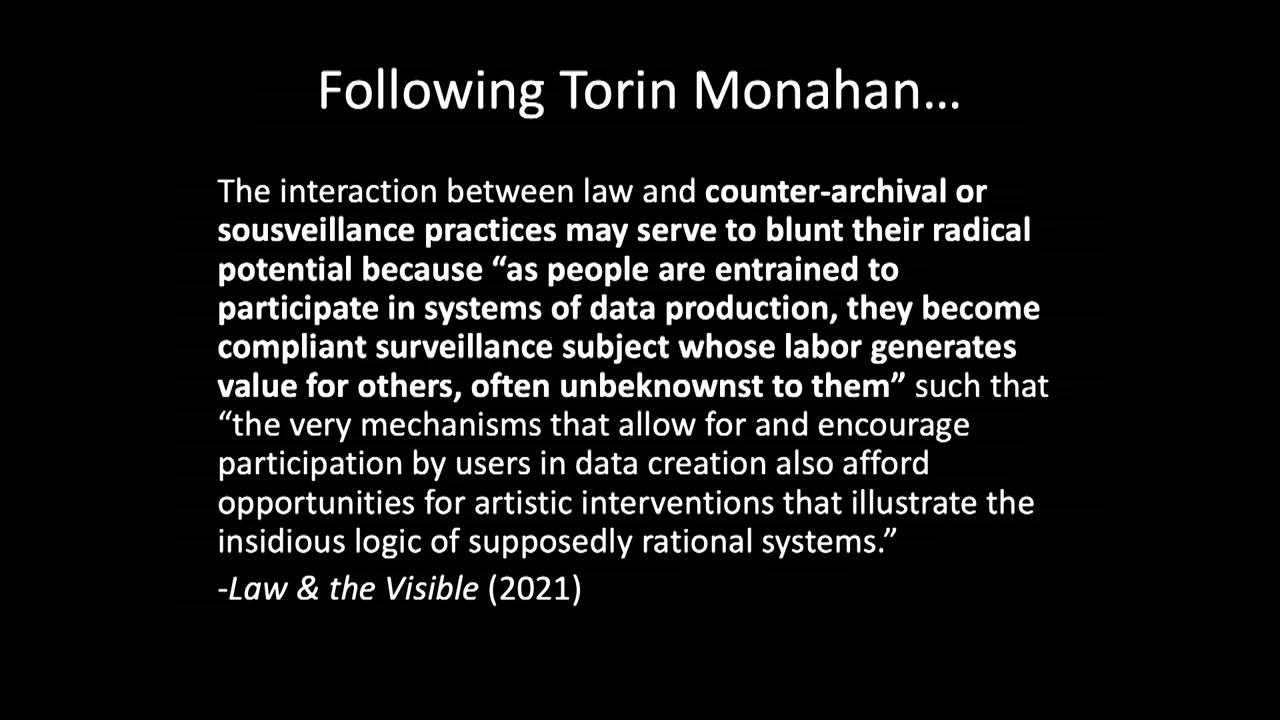 Following Torin Monahan…
The interaction between law and counter-archival or
sousveillance practices may serve to blunt their radical
potential because “as people are entrained to
participate in systems of data production, they become
compliant surveillance subject whose labor generates
value for others, often unbeknownst to them” such that
“the very mechanisms that allow for and encourage
participation by users in data creation also afford
opportunities for artistic interventions that illustrate the
insidious logic of supposedly rational systems.”
-Law & the Visible (2021)